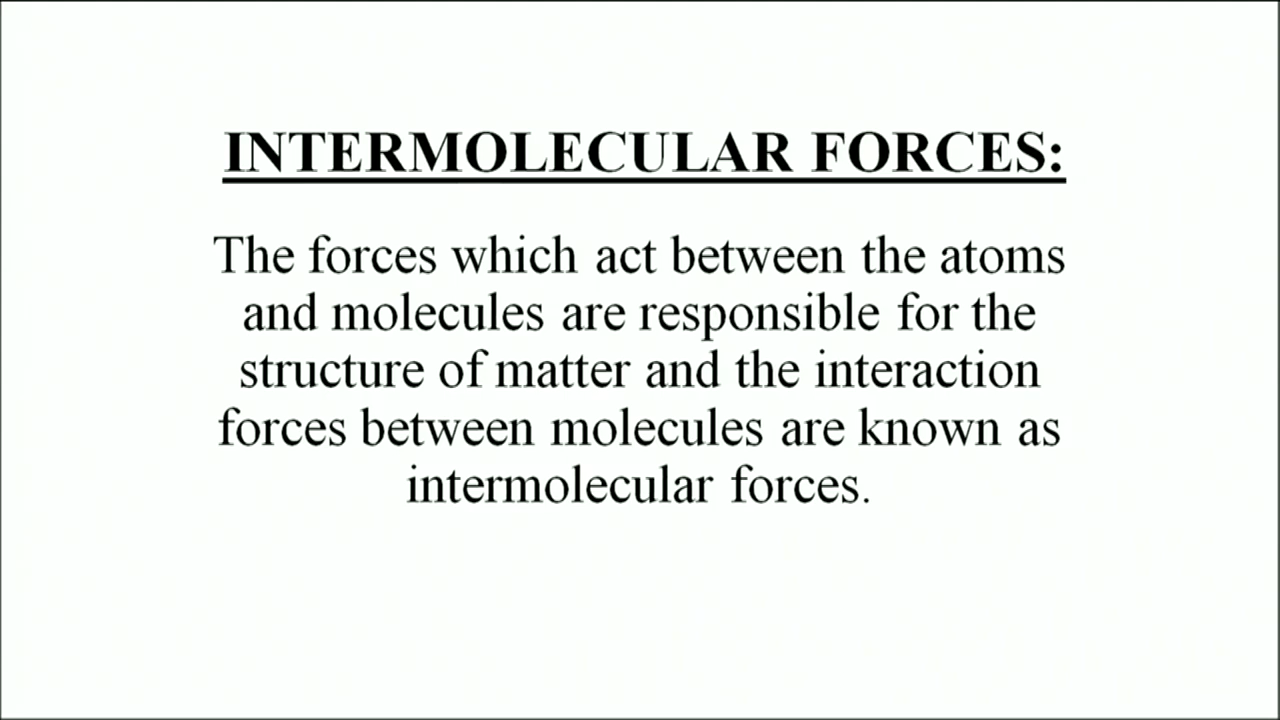 INTERMOLECULAR FORCES:
The forces which act between the atoms
and molecules are responsible for the
structure of matter and the interaction
forces between molecules are known as
intermolecular forces.